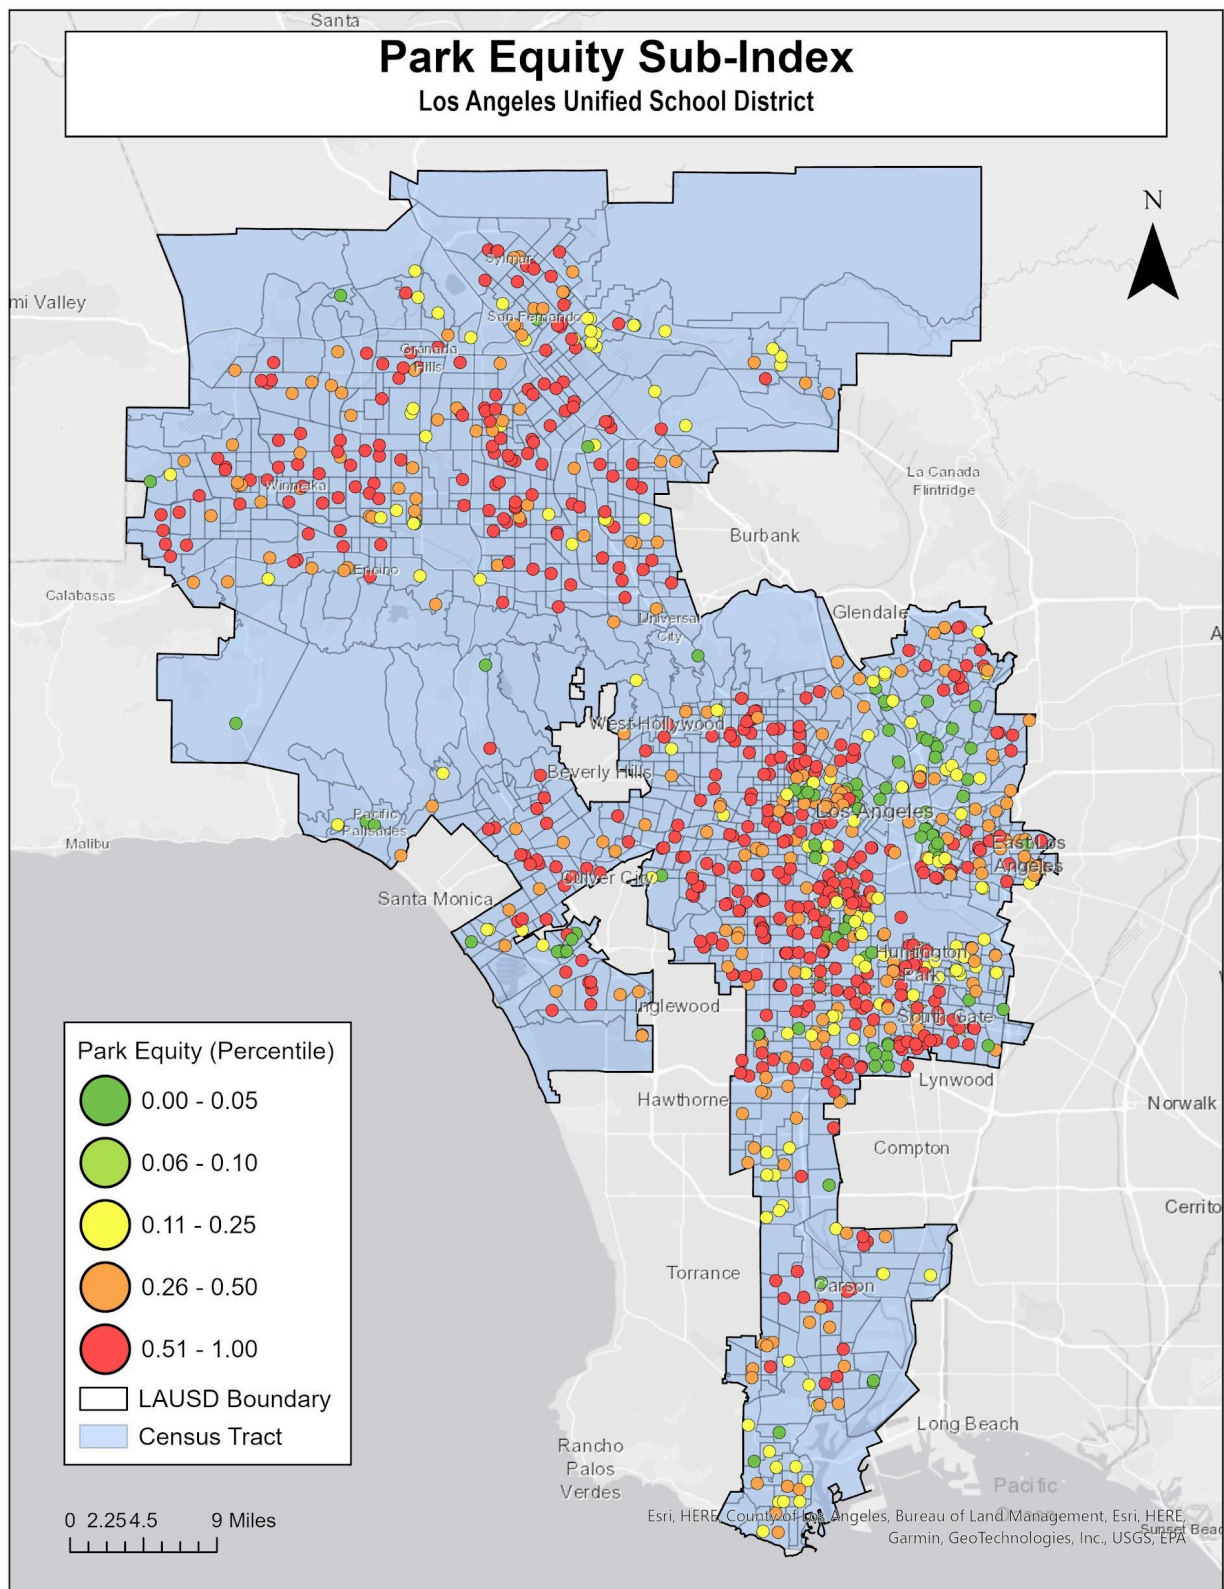 Santa
Park Equity Sub-Index
Los Angeles Unified School District
N
Sylmar
mi Valley
San Fernando
Granada
Hills
La Canada
Flintridge
Winnetka
Burbank
Encino
Calabasas
Glendale
Universal
City
A
West Hollywood
Beverly Hills
Pacific
Palisades
Los Angeles
Malibu
East Los
Angeles
Culver City
Santa Monica
Huntington
Park
Inglewood
South Gate
Park Equity (Percentile)
0.00 - 0.05
0.06 - 0.10
0.11 - 0.25
0.26 - 0.50
0.51 - 1.00
LAUSD Boundary
Census Tract
Lynwood
Hawthorne
Norwalk
Compton
Cerrito
Torrance
Carson
Long Beach
Rancho
Palos
Verdes
Pacific
Ocean
0 2.25 4.5 9 Miles
Esri, HERE, County of Los Angeles, Bureau of Land Management, Esri, HERE,
Garmin, GeoTechnologies, Inc., USGS, EPA
Sunset Beac